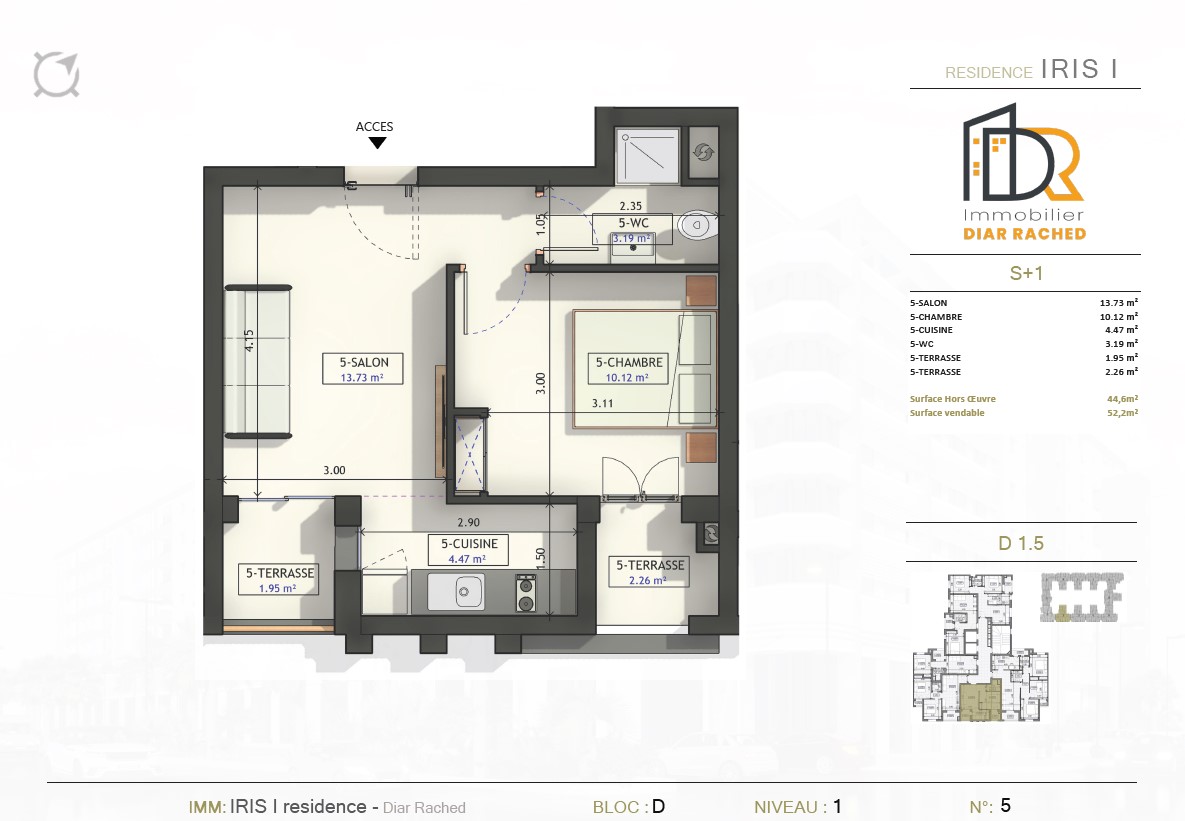 RESIDENCE IRIS I
Immobilier
DIAR RACHED
S+1
5-SALON 13.73 m²
5-CHAMBRE 10.12 m²
5-CUISINE 4.47 m²
5-WC 3.19 m²
5-TERRASSE 1.95 m²
5-TERRASSE 2.26 m²
Surface Hors Œuvre 44,6m²
Surface vendable 52,2m²
D 1.5
ACCES
2.35
1.05
5-WC
3.19 m²
4.15
5-SALON
13.73 m²
5-CHAMBRE
10.12 m²
3.00
3.11
3.00
2.90
5-CUISINE
4.47 m²
1.50
5-TERRASSE
1.95 m²
5-TERRASSE
2.26 m²
IMM: IRIS I residence - Diar Rached BLOC : D NIVEAU : 1 N°: 5